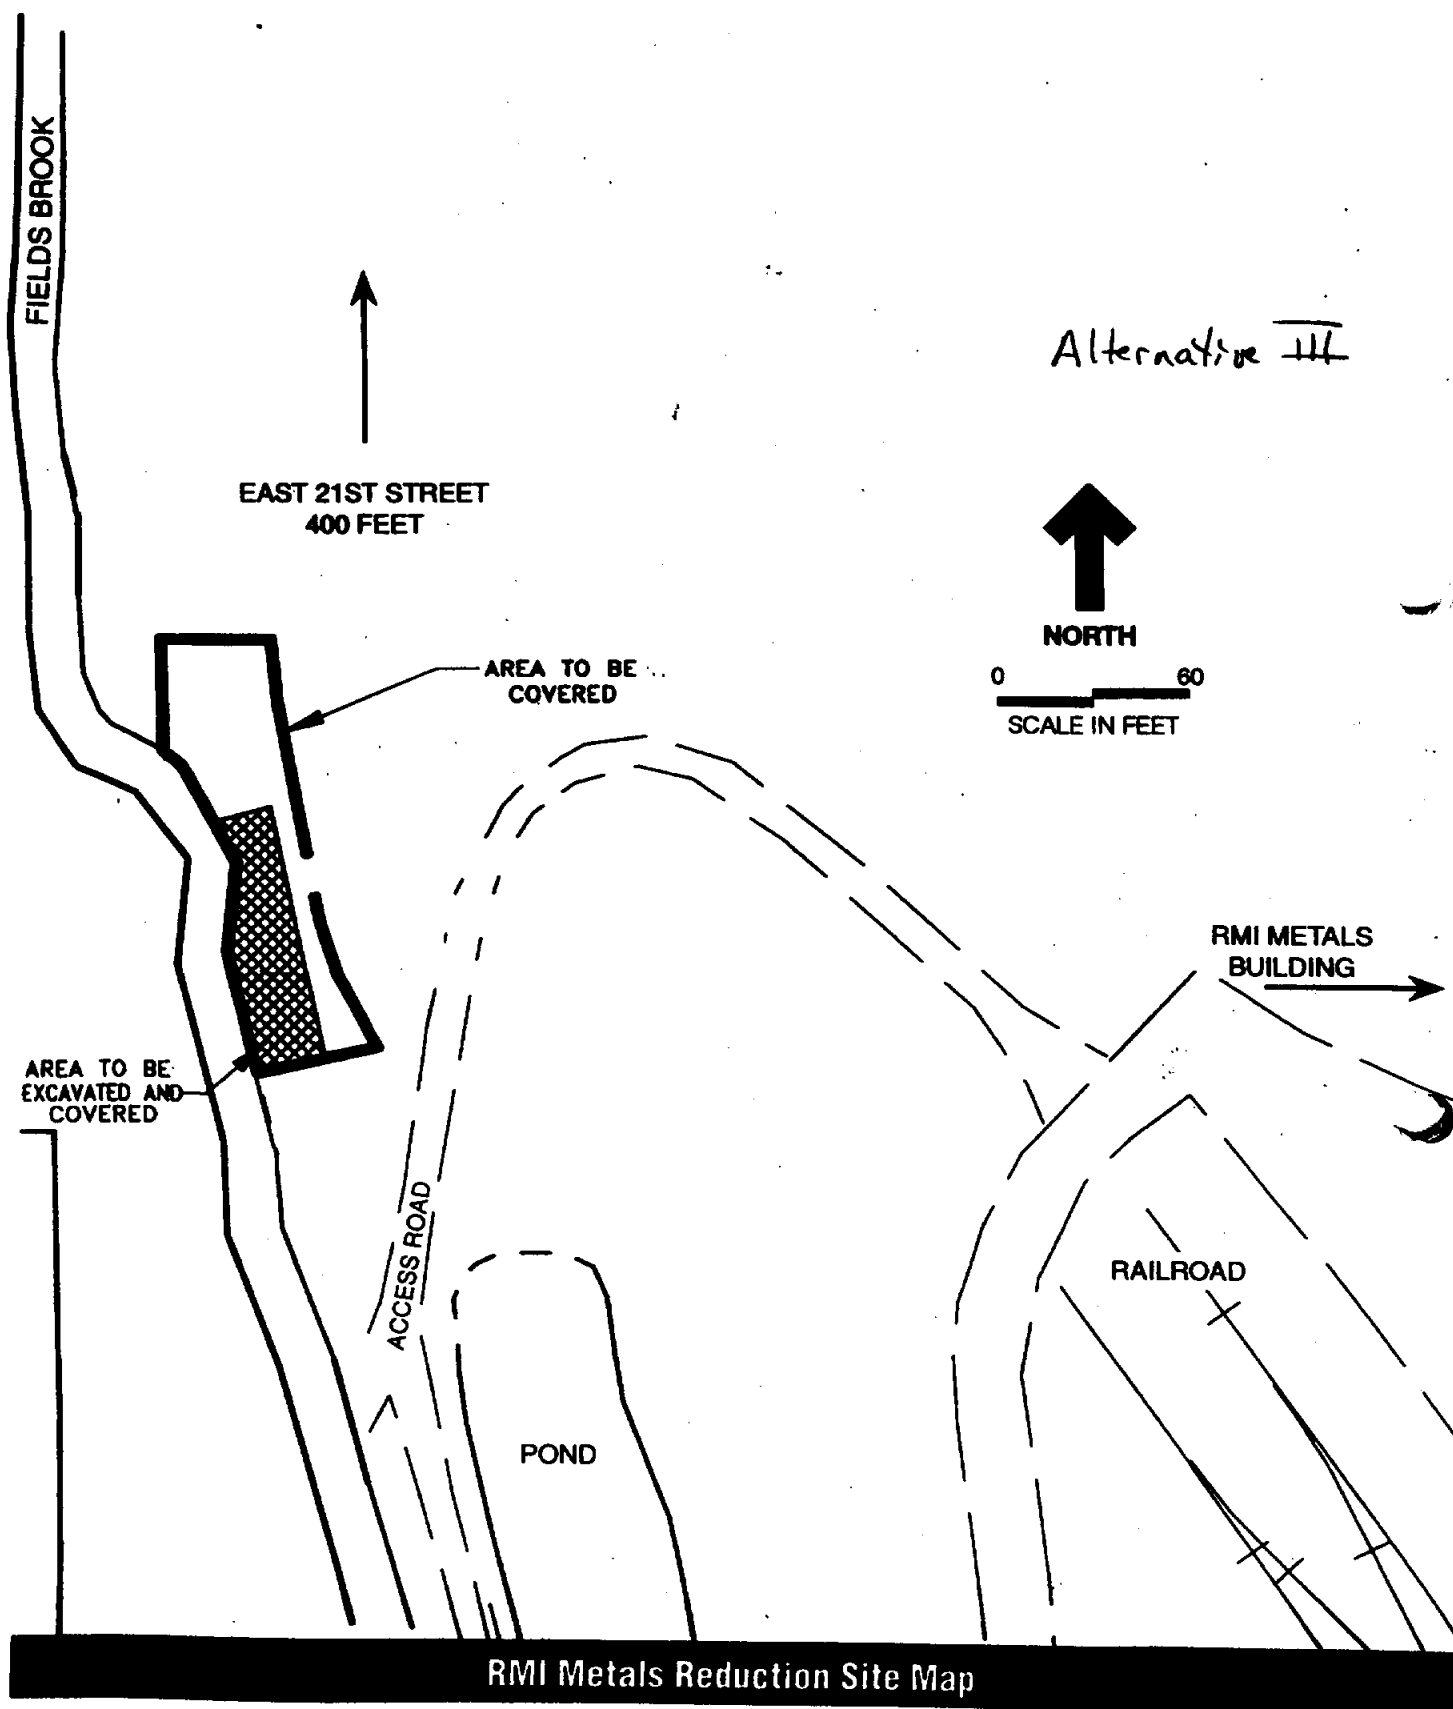 FIELDS BROOK
Alternative III
EAST 21ST STREET
400 FEET
NORTH
0 60
SCALE IN FEET
AREA TO BE
COVERED
RMI METALS
BUILDING
AREA TO BE
EXCAVATED AND
COVERED
ACCESS ROAD
RAILROAD
POND
RMI Metals Reduction Site Map